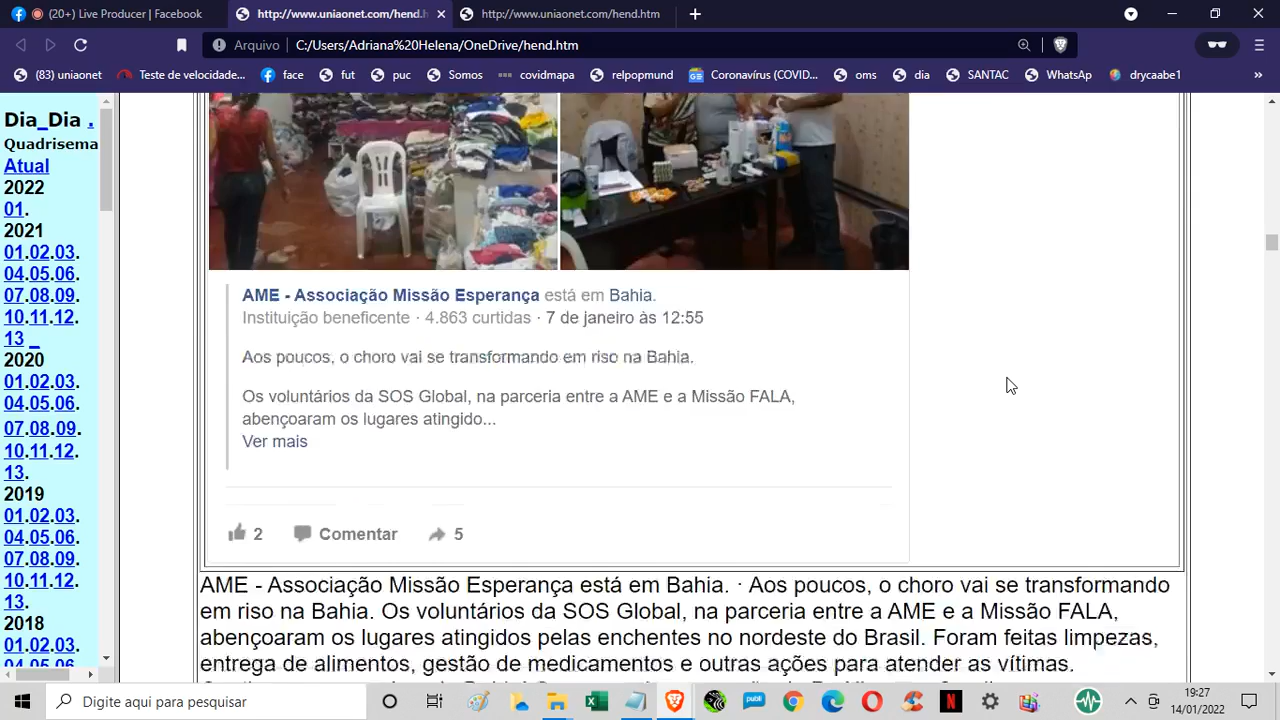 (20+) Live Producer | Facebook
http://www.uniaonet.com/hend.h
http://www.uniaonet.com/hend.htm
Arquivo
C:/Users/Adriana%20Helena/OneDrive/hend.htm
(83) uniaonet
Teste de velocidade...
face
fut
puc
Somos
covidmapa
relpopmund
Coronavírus (COVID...
oms
dia
SANTAC
WhatsApp
drycaabe1
»
Dia_Dia .
Quadrisema
Atual
2022
01.
2021
01.02.03.
04.05.06.
07.08.09.
10.11.12.
13 _
2020
01.02.03.
04.05.06.
07.08.09.
10.11.12.
13.
2019
01.02.03.
04.05.06.
07.08.09.
10.11.12.
13.
2018
01.02.03.
04.05.06.
AME - Associação Missão Esperança está em Bahia.
Instituição beneficente · 4.863 curtidas · 7 de janeiro às 12:55
Aos poucos, o choro vai se transformando em riso na Bahia.
Os voluntários da SOS Global, na parceria entre a AME e a Missão FALA,
abençoaram os lugares atingido...
Ver mais
2
Comentar
5
AME - Associação Missão Esperança está em Bahia. · Aos poucos, o choro vai se transformando
em riso na Bahia. Os voluntários da SOS Global, na parceria entre a AME e a Missão FALA,
abençoaram os lugares atingidos pelas enchentes no nordeste do Brasil. Foram feitas limpezas,
entrega de alimentos, gestão de medicamentos e outras ações para atender as vítimas.
Digite aqui para pesquisar
publi
19:27
14/01/2022